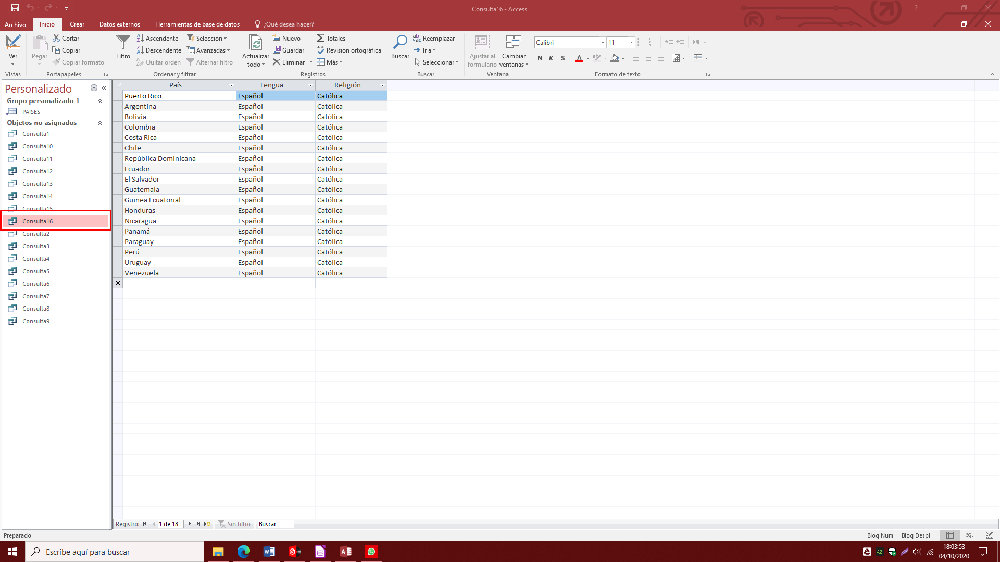 Consulta16 - Access
Archivo Inicio Crear Datos externos Herramientas de base de datos ¿Qué desea hacer?
Ver
Vistas
Pegar
Cortar
Copiar
Copiar formato
Portapapeles
Filtro
Ascendente
Descendente
Quitar orden
Selección
Avanzadas
Alternar filtro
Ordenar y filtrar
Actualizar
todo
Nuevo
Guardar
Eliminar
Totales
Revisión ortográfica
Más
Registros
Buscar
Reemplazar
Ir a
Seleccionar
Buscar
Ajustar al
formulario
Cambiar
ventanas
Ventana
Calibri 11
N K S
Formato de texto
Personalizado
Grupo personalizado 1
PAISES
Objetos no asignados
Consulta1
Consulta10
Consulta11
Consulta12
Consulta13
Consulta14
Consulta15
Consulta16
Consulta2
Consulta3
Consulta4
Consulta5
Consulta6
Consulta7
Consulta8
Consulta9
País Lengua Religión
Puerto Rico Español Católica
Argentina Español Católica
Bolivia Español Católica
Colombia Español Católica
Costa Rica Español Católica
Chile Español Católica
República Dominicana Español Católica
Ecuador Español Católica
El Salvador Español Católica
Guatemala Español Católica
Guinea Ecuatorial Español Católica
Honduras Español Católica
Nicaragua Español Católica
Panamá Español Católica
Paraguay Español Católica
Perú Español Católica
Uruguay Español Católica
Venezuela Español Católica
Registro: 1 de 18 Sin filtro Buscar
Preparado Bloq Num Bloq Despl SQL
Escribe aquí para buscar
18:03:53
04/10/2020